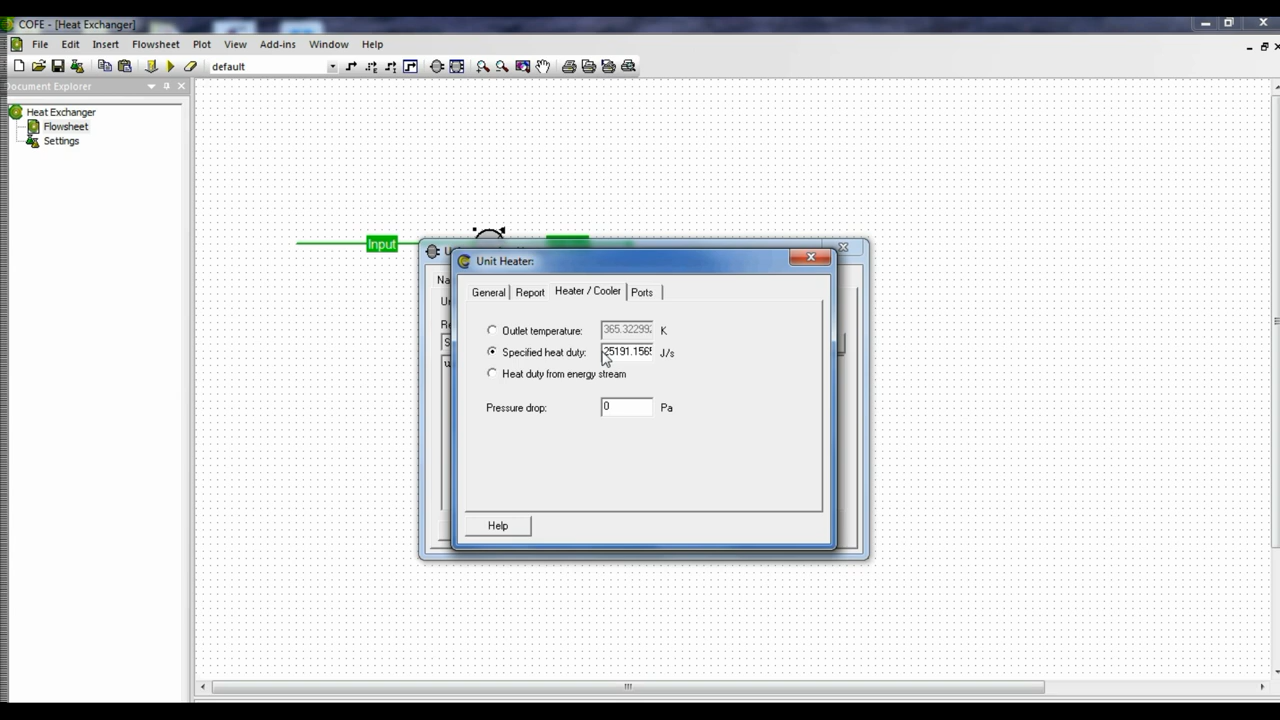 COFE - [Heat Exchanger]
File Edit Insert Flowsheet Plot View Add-ins Window Help
default
Document Explorer
Heat Exchanger
Flowsheet
Settings
Input
Unit Heater:
General Report Heater / Cooler Ports
Outlet temperature: 365.32299 K
Specified heat duty: 25191.156 J/s
Heat duty from energy stream
Pressure drop: 0 Pa
Help